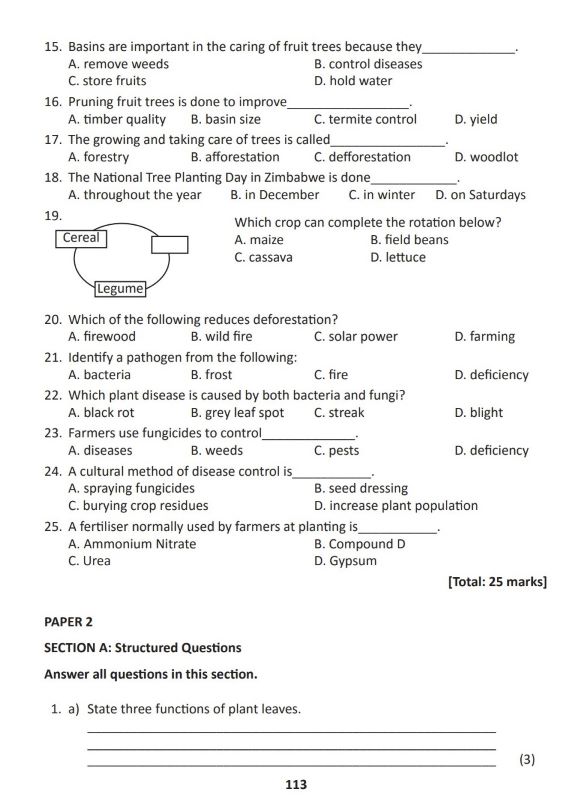 15. Basins are important in the caring of fruit trees because they______________.
A. remove weeds B. control diseases
C. store fruits D. hold water
16. Pruning fruit trees is done to improve___________________.
A. timber quality B. basin size C. termite control D. yield
17. The growing and taking care of trees is called__________________.
A. forestry B. afforestation C. defforestation D. woodlot
18. The National Tree Planting Day in Zimbabwe is done_____________.
A. throughout the year B. in December C. in winter D. on Saturdays
19.
Which crop can complete the rotation below?
Cereal
A. maize B. field beans
C. cassava D. lettuce
Legume
20. Which of the following reduces deforestation?
A. firewood B. wild fire C. solar power D. farming
21. Identify a pathogen from the following:
A. bacteria B. frost C. fire D. deficiency
22. Which plant disease is caused by both bacteria and fungi?
A. black rot B. grey leaf spot C. streak D. blight
23. Farmers use fungicides to control______________.
A. diseases B. weeds C. pests D. deficiency
24. A cultural method of disease control is____________.
A. spraying fungicides B. seed dressing
C. burying crop residues D. increase plant population
25. A fertiliser normally used by farmers at planting is____________.
A. Ammonium Nitrate B. Compound D
C. Urea D. Gypsum
[Total: 25 marks]
PAPER 2
SECTION A: Structured Questions
Answer all questions in this section.
1. a) State three functions of plant leaves.
(3)
113